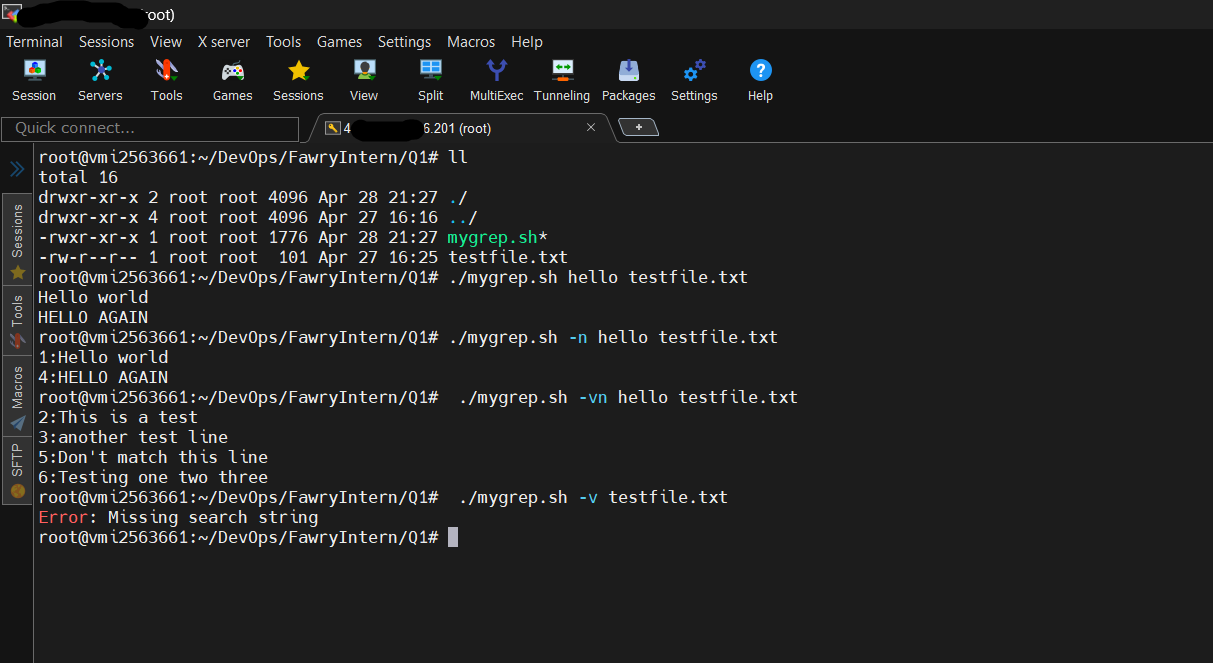 root)
Terminal Sessions View X server Tools Games Settings Macros Help
Session Servers Tools Games Sessions View Split MultiExec Tunneling Packages Settings Help
Quick connect...
4 6.201 (root)
Sessions
Tools
Macros
SFTP
root@vmi2563661:~/DevOps/FawryIntern/Q1# ll
total 16
drwxr-xr-x 2 root root 4096 Apr 28 21:27 ./
drwxr-xr-x 4 root root 4096 Apr 27 16:16 ../
-rwxr-xr-x 1 root root 1776 Apr 28 21:27 mygrep.sh*
-rw-r--r-- 1 root root  101 Apr 27 16:25 testfile.txt
root@vmi2563661:~/DevOps/FawryIntern/Q1# ./mygrep.sh hello testfile.txt
Hello world
HELLO AGAIN
root@vmi2563661:~/DevOps/FawryIntern/Q1# ./mygrep.sh -n hello testfile.txt
1:Hello world
4:HELLO AGAIN
root@vmi2563661:~/DevOps/FawryIntern/Q1#  ./mygrep.sh -vn hello testfile.txt
2:This is a test
3:another test line
5:Don't match this line
6:Testing one two three
root@vmi2563661:~/DevOps/FawryIntern/Q1#  ./mygrep.sh -v testfile.txt
Error: Missing search string
root@vmi2563661:~/DevOps/FawryIntern/Q1#